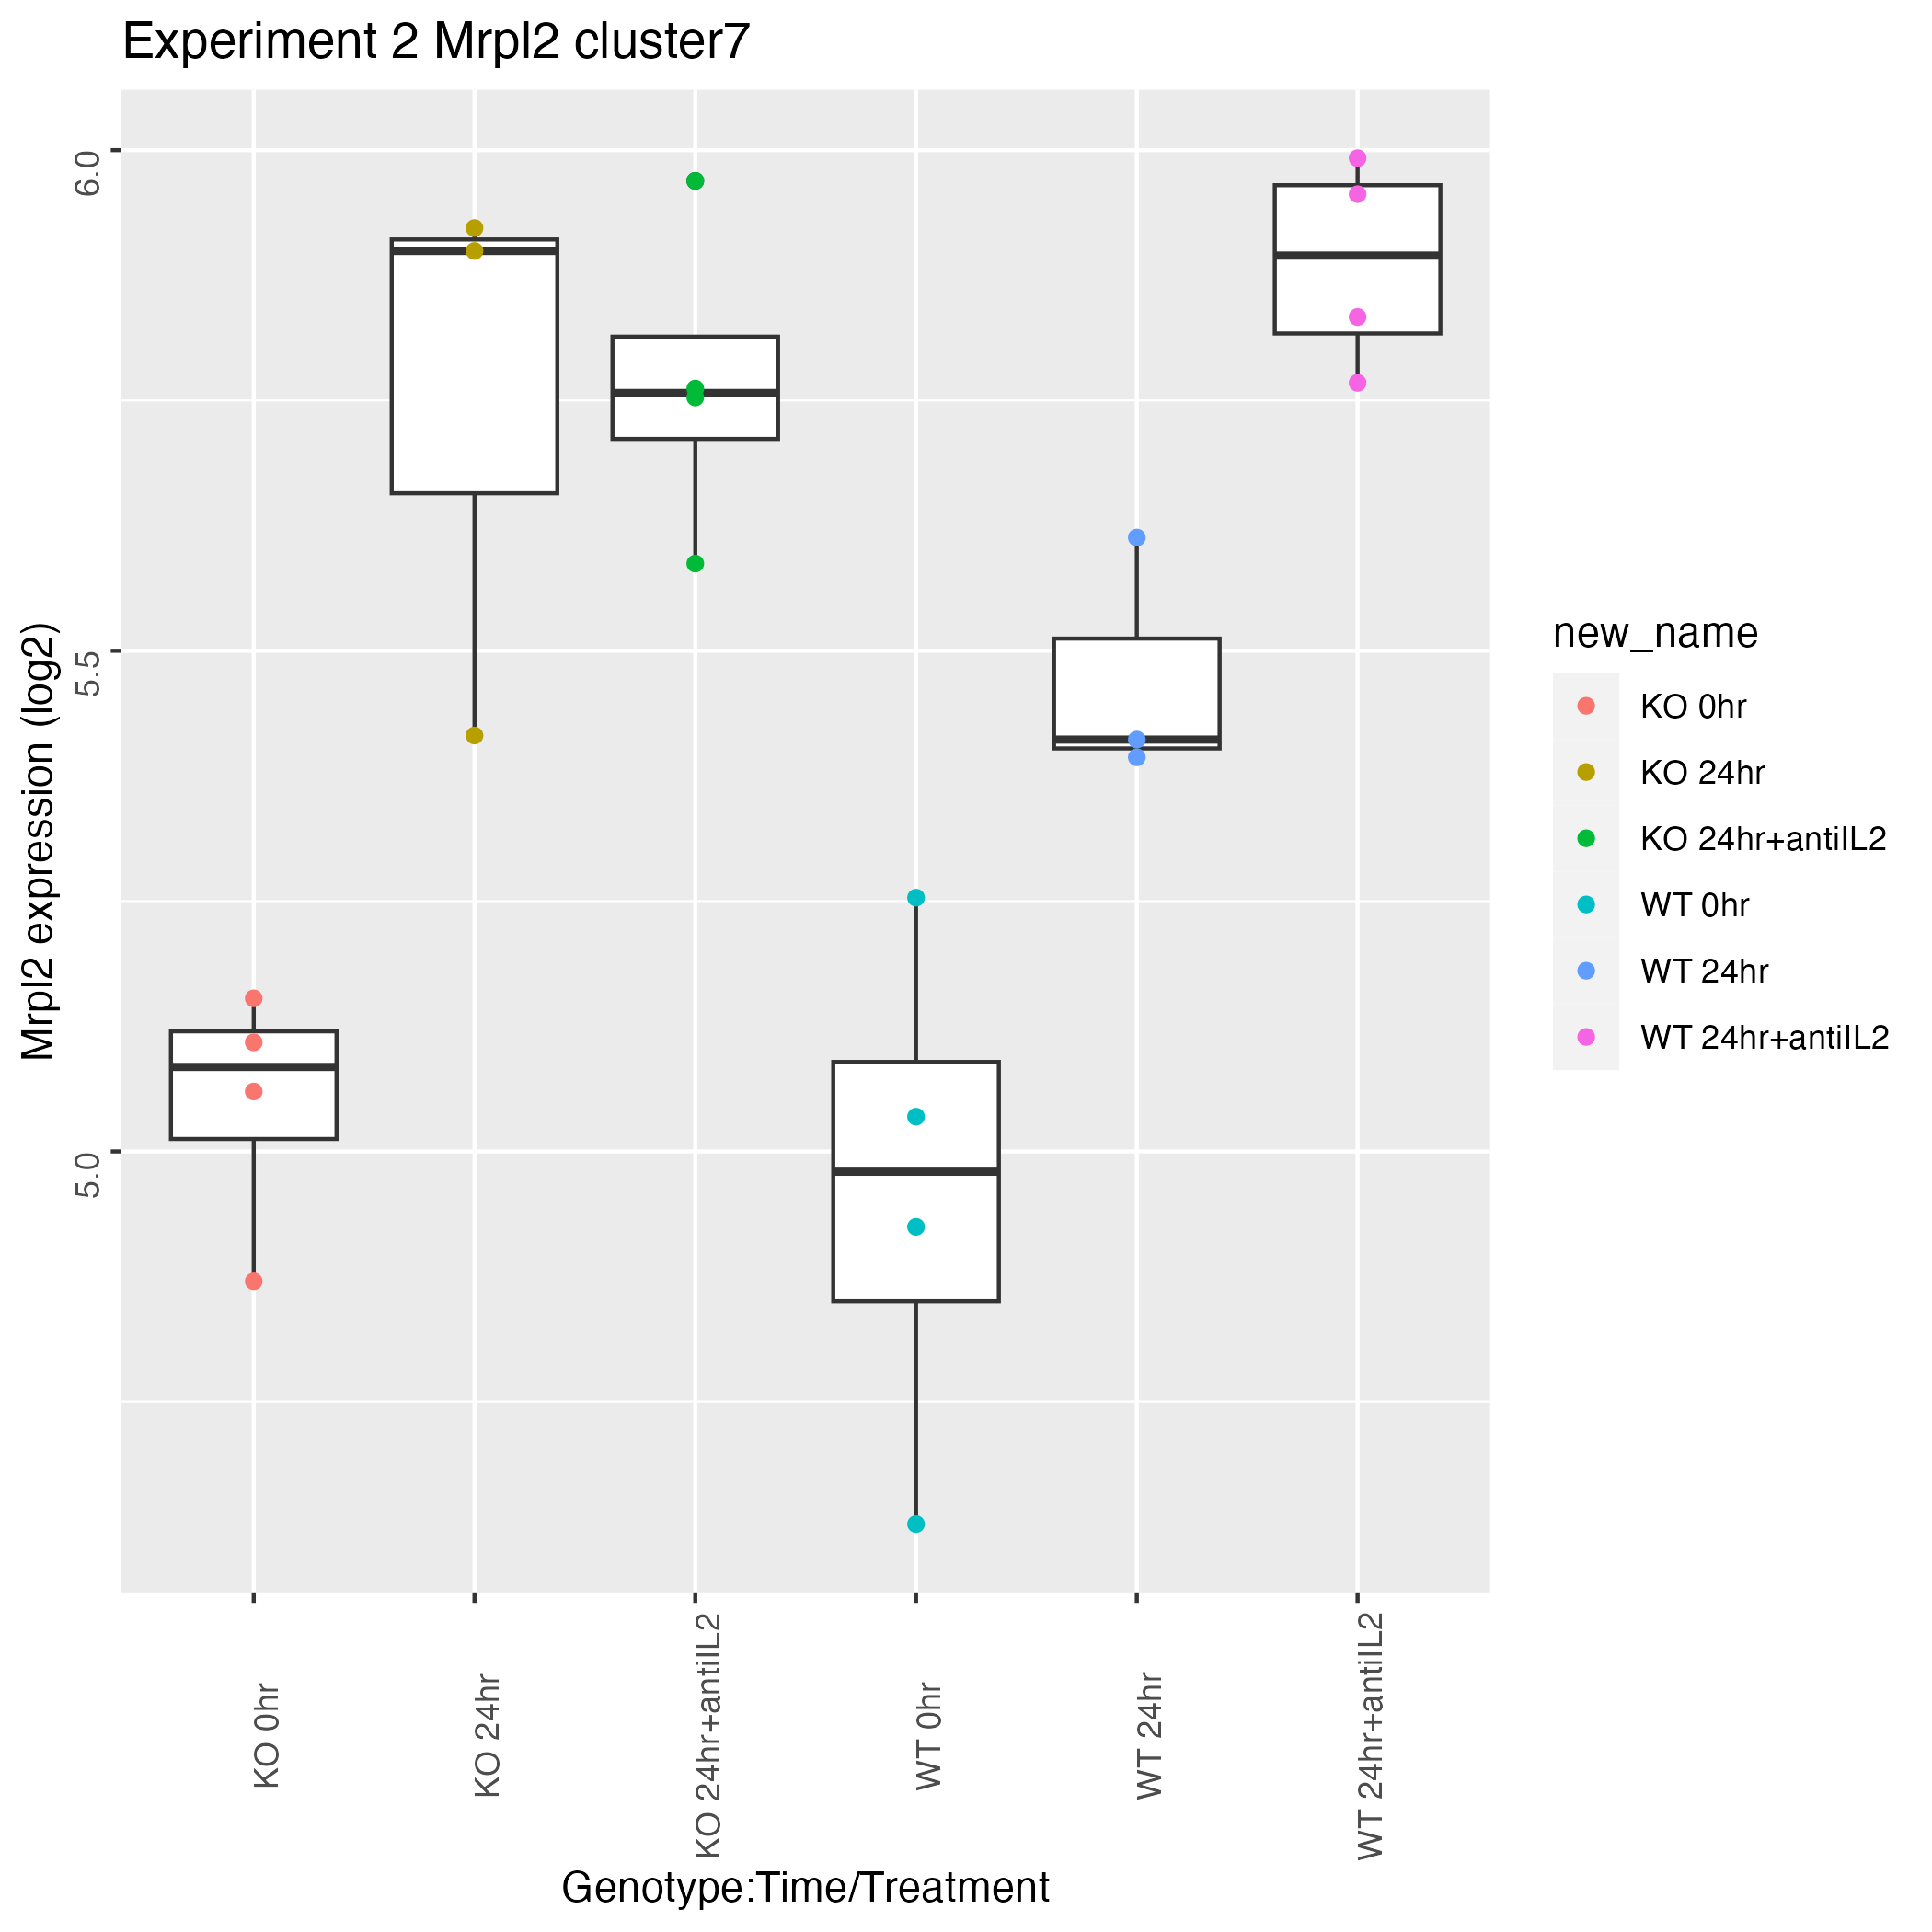 Experiment 2 Mrpl2 cluster7
Mrpl2 expression (log2)
6.0
5.5
5.0
KO 0hr
KO 24hr
KO 24hr+antiIL2
WT 0hr
WT 24hr
WT 24hr+antiIL2
Genotype:Time/Treatment
new_name
KO 0hr
KO 24hr
KO 24hr+antiIL2
WT 0hr
WT 24hr
WT 24hr+antiIL2